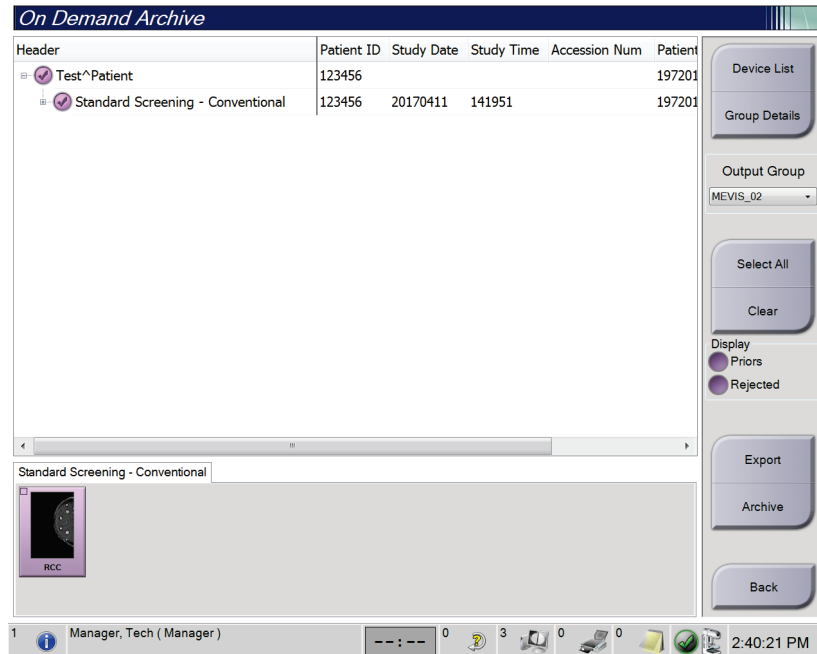 On Demand Archive
Header Patient ID Study Date Study Time Accession Num Patient
Test^Patient 123456 197201
Standard Screening - Conventional 123456 20170411 141951 197201
Device List
Group Details
Output Group
MEVIS_02
Select All
Clear
Display
Priors
Rejected
Export
Archive
Back
Standard Screening - Conventional
RCC
1 Manager, Tech ( Manager ) --:-- 0 3 0 0 2:40:21 PM